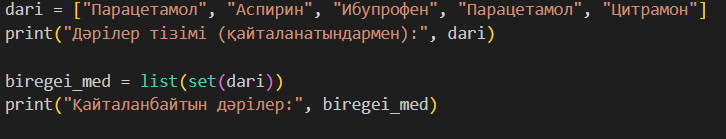 dari = ["Парацетамол", "Аспирин", "Ибупрофен", "Парацетамол", "Цитрамон"]
print("Дәрілер тізімі (қайталанатындармен):", dari)
biregei_med = list(set(dari))
print("Қайталанбайтын дәрілер:", biregei_med)